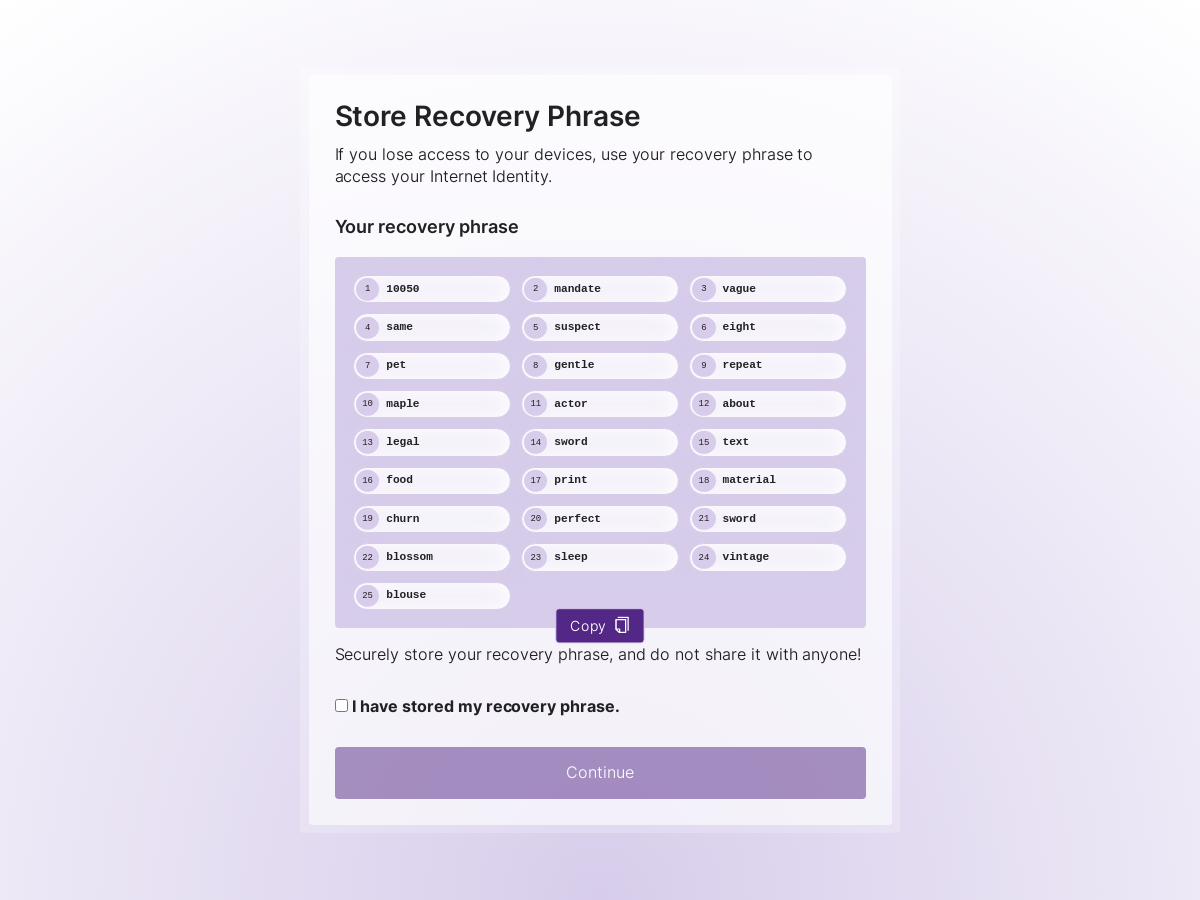 Store Recovery Phrase
If you lose access to your devices, use your recovery phrase to
access your Internet Identity.
Your recovery phrase
1 10050 2 mandate 3 vague
4 same 5 suspect 6 eight
7 pet 8 gentle 9 repeat
10 maple 11 actor 12 about
13 legal 14 sword 15 text
16 food 17 print 18 material
19 churn 20 perfect 21 sword
22 blossom 23 sleep 24 vintage
25 blouse
Copy
Securely store your recovery phrase, and do not share it with anyone!
I have stored my recovery phrase.
Continue